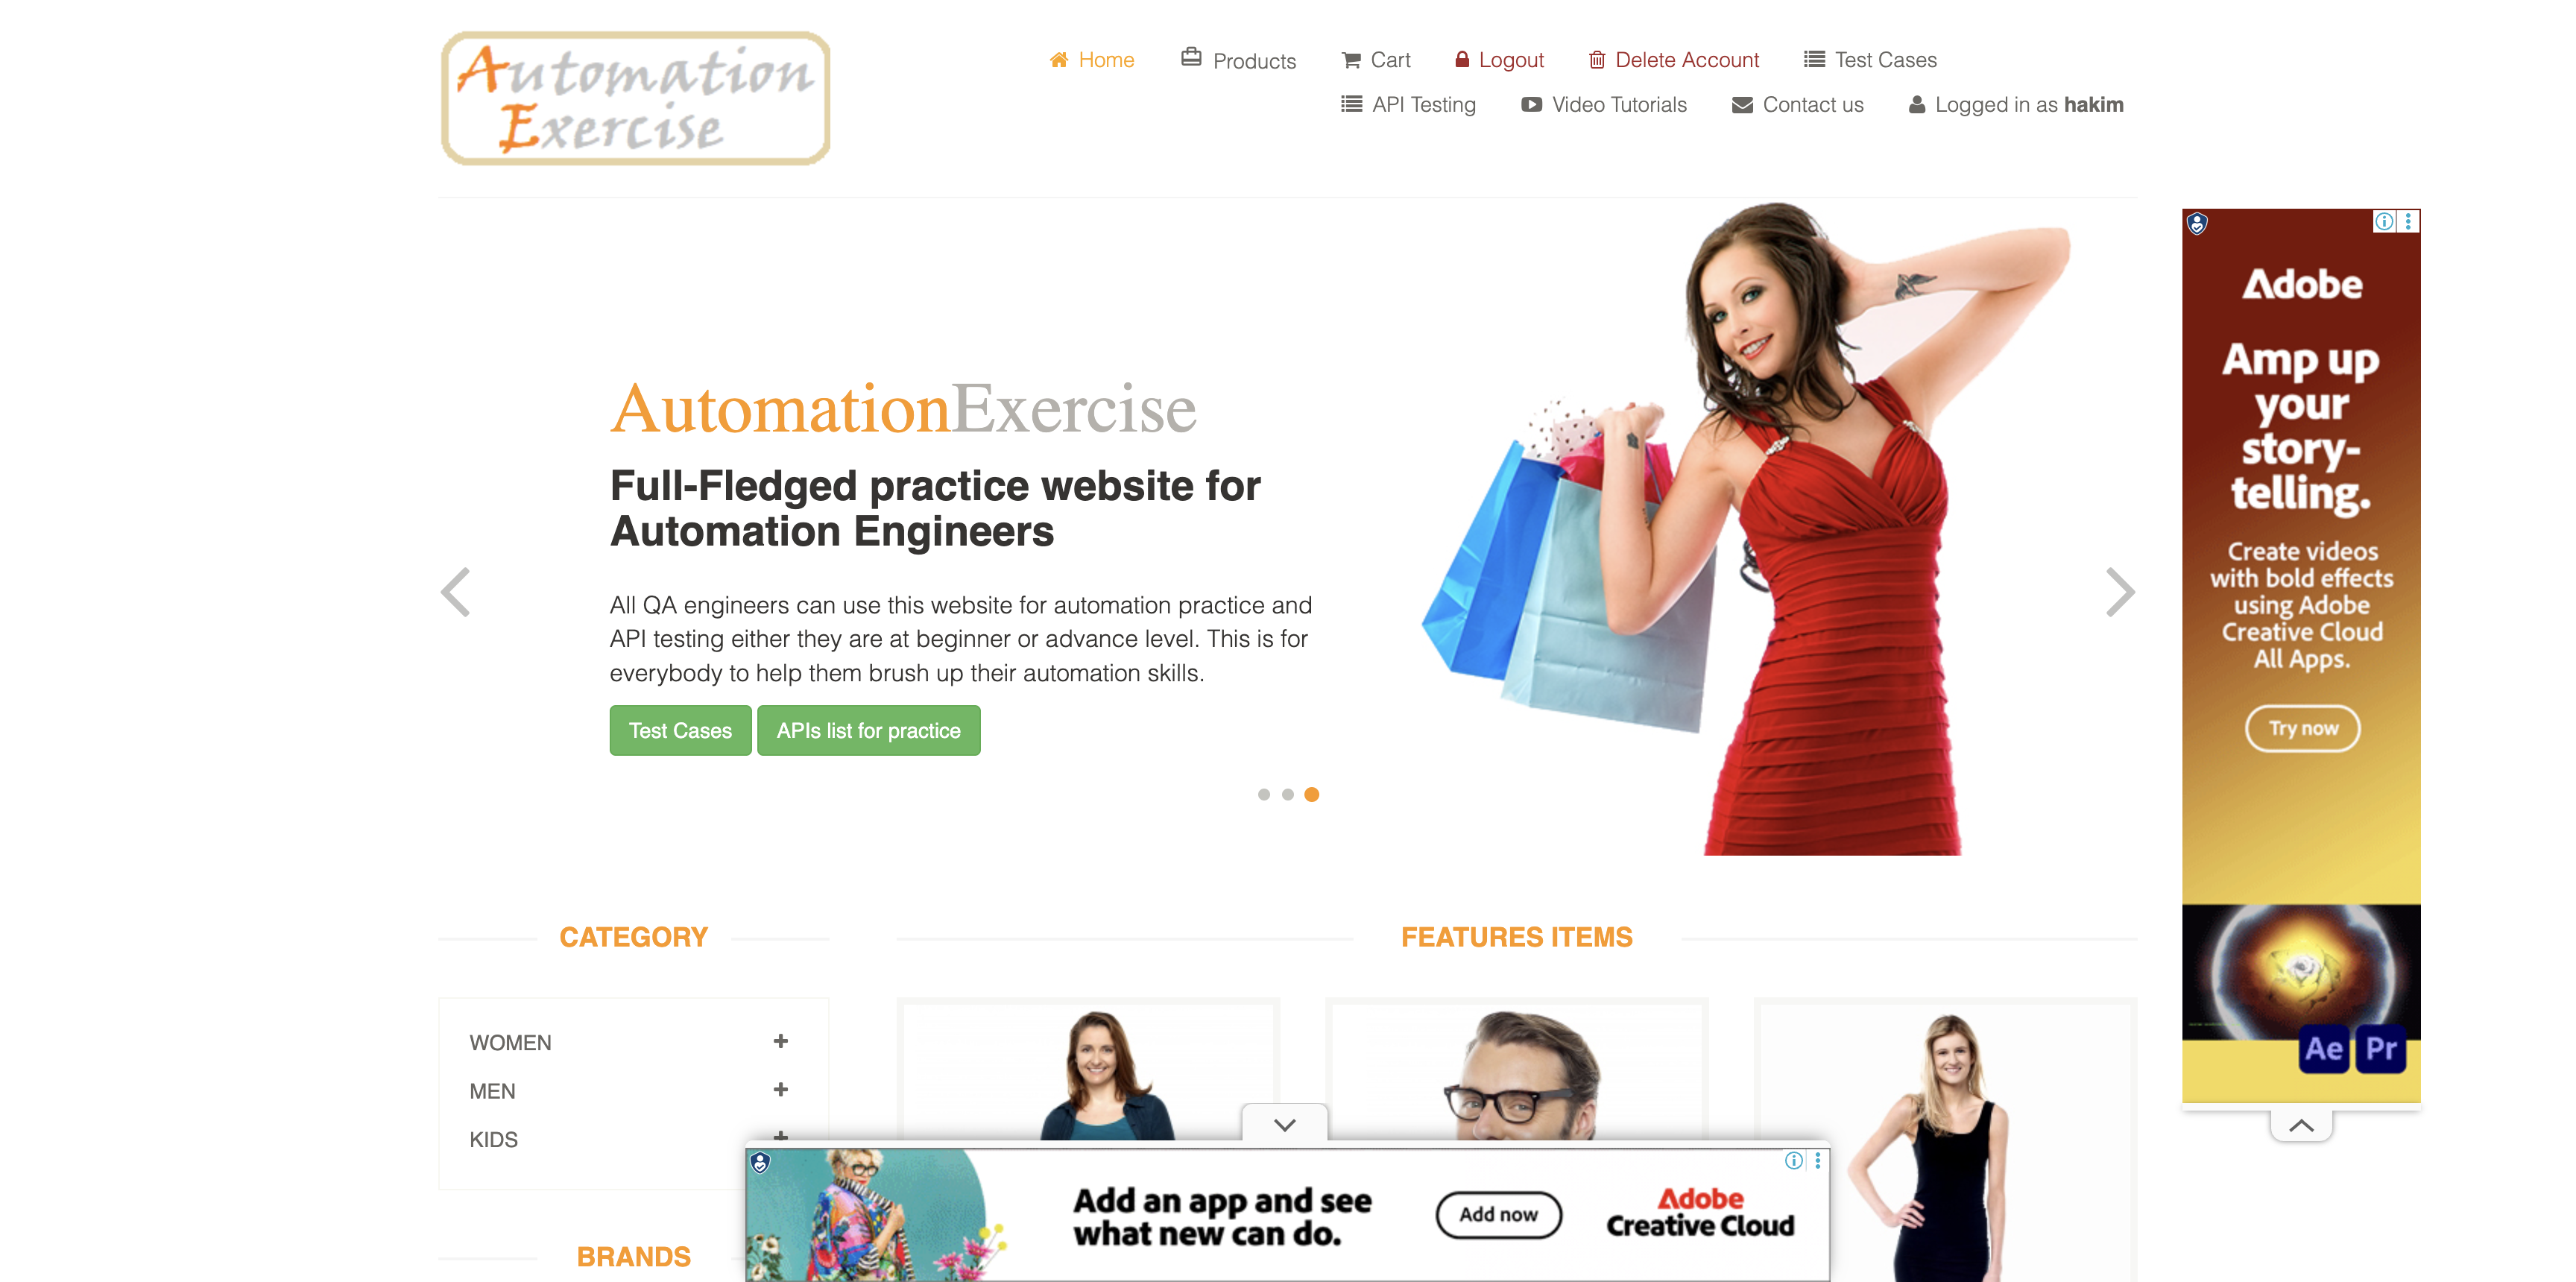 Automation
Exercise
Home
Products
Cart
Logout
Delete Account
Test Cases
API Testing
Video Tutorials
Contact us
Logged in as hakim
AutomationExercise
Full-Fledged practice website for
Automation Engineers
All QA engineers can use this website for automation practice and
API testing either they are at beginner or advance level. This is for
everybody to help them brush up their automation skills.
Test Cases
APIs list for practice
Adobe
Amp up
your
story-
telling.
Create videos
with bold effects
using Adobe
Creative Cloud
All Apps.
Try now
Ae
Pr
CATEGORY
WOMEN
MEN
KIDS
BRANDS
FEATURES ITEMS
Add an app and see
what new can do.
Add now
Adobe
Creative Cloud